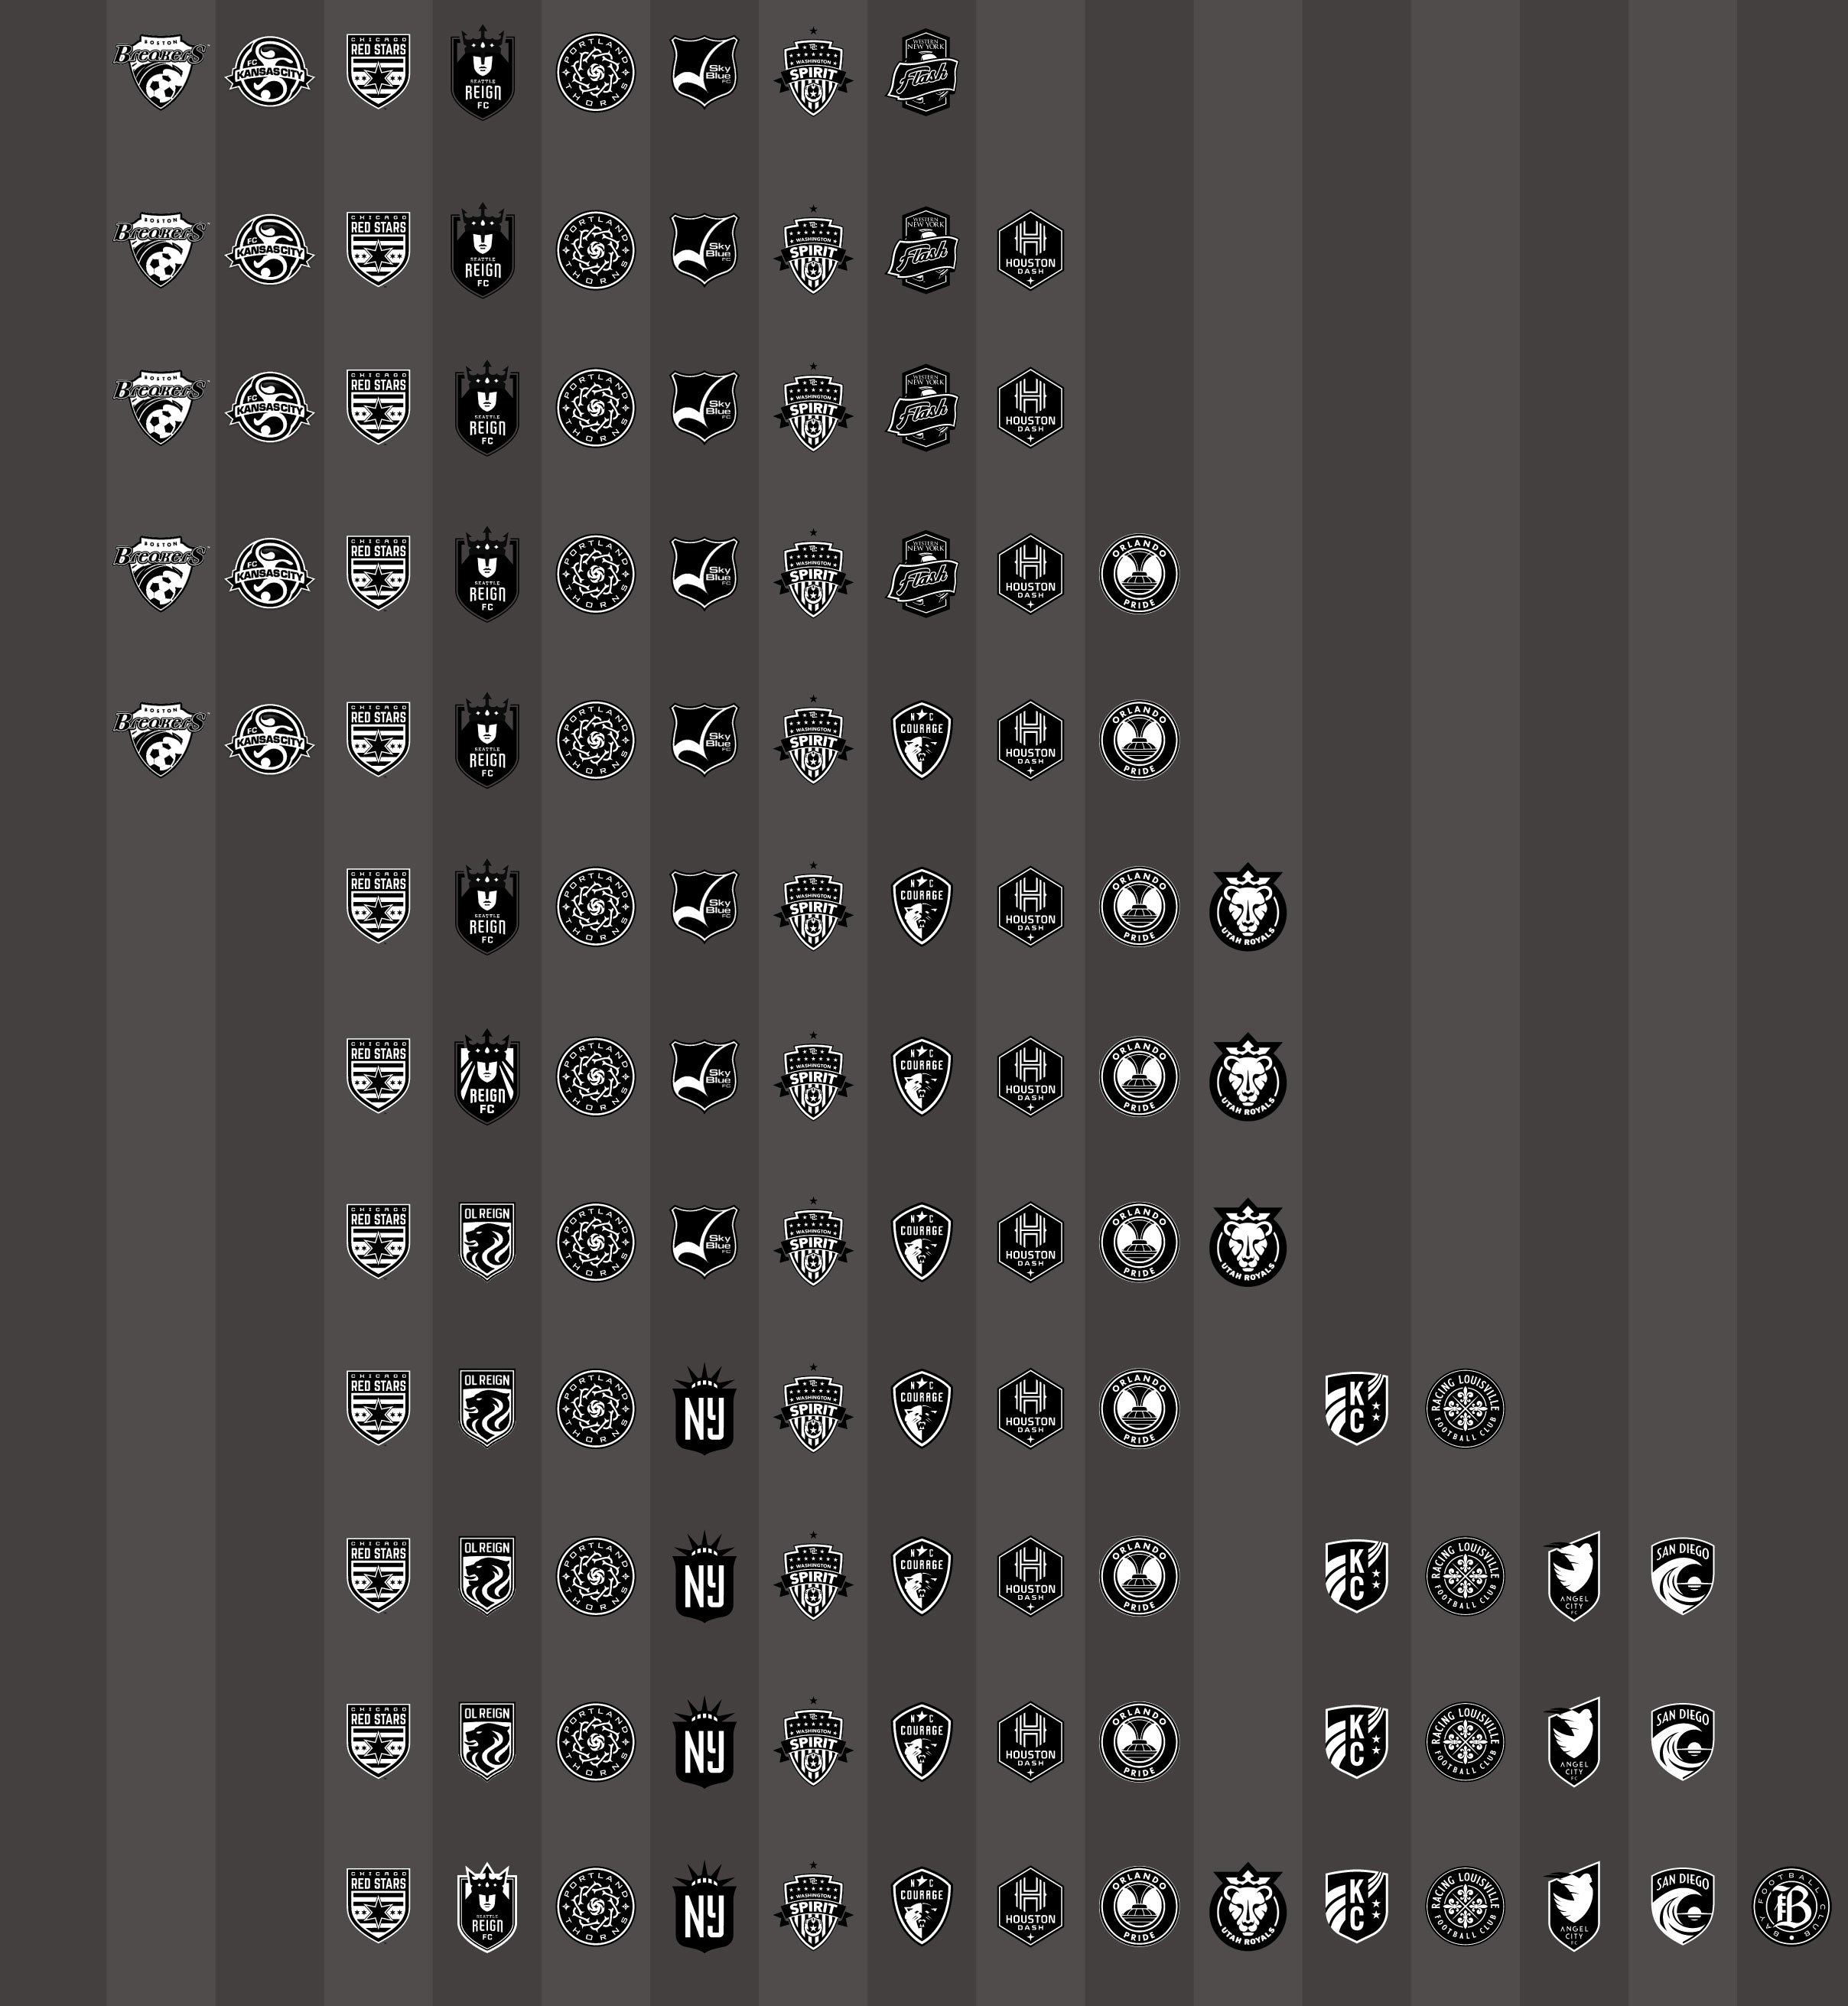 BOSTON BreakerS FC KANSAS CITY CHICAGO RED STARS SEATTLE REIGN FC PORTLAND THORNS Sky Blue FC WASHINGTON SPIRIT WESTERN NEW YORK Flash
BOSTON BreakerS FC KANSAS CITY CHICAGO RED STARS SEATTLE REIGN FC PORTLAND THORNS Sky Blue FC WASHINGTON SPIRIT WESTERN NEW YORK Flash HOUSTON DASH
BOSTON BreakerS FC KANSAS CITY CHICAGO RED STARS SEATTLE REIGN FC PORTLAND THORNS Sky Blue FC WASHINGTON SPIRIT WESTERN NEW YORK Flash HOUSTON DASH
BOSTON BreakerS FC KANSAS CITY CHICAGO RED STARS SEATTLE REIGN FC PORTLAND THORNS Sky Blue FC WASHINGTON SPIRIT WESTERN NEW YORK Flash HOUSTON DASH ORLANDO PRIDE
BOSTON BreakerS FC KANSAS CITY CHICAGO RED STARS SEATTLE REIGN FC PORTLAND THORNS Sky Blue FC WASHINGTON SPIRIT NC COURAGE HOUSTON DASH ORLANDO PRIDE
CHICAGO RED STARS SEATTLE REIGN FC PORTLAND THORNS Sky Blue FC WASHINGTON SPIRIT NC COURAGE HOUSTON DASH ORLANDO PRIDE UTAH ROYALS
CHICAGO RED STARS REIGN FC PORTLAND THORNS Sky Blue FC WASHINGTON SPIRIT NC COURAGE HOUSTON DASH ORLANDO PRIDE UTAH ROYALS
CHICAGO RED STARS OL REIGN PORTLAND THORNS Sky Blue FC WASHINGTON SPIRIT NC COURAGE HOUSTON DASH ORLANDO PRIDE UTAH ROYALS
CHICAGO RED STARS OL REIGN PORTLAND THORNS NY WASHINGTON SPIRIT NC COURAGE HOUSTON DASH ORLANDO PRIDE KC RACING LOUISVILLE FOOTBALL CLUB
CHICAGO RED STARS OL REIGN PORTLAND THORNS NY WASHINGTON SPIRIT NC COURAGE HOUSTON DASH ORLANDO PRIDE KC RACING LOUISVILLE FOOTBALL CLUB ANGEL CITY FC SAN DIEGO
CHICAGO RED STARS OL REIGN PORTLAND THORNS NY WASHINGTON SPIRIT NC COURAGE HOUSTON DASH ORLANDO PRIDE KC RACING LOUISVILLE FOOTBALL CLUB ANGEL CITY FC SAN DIEGO
CHICAGO RED STARS SEATTLE REIGN FC PORTLAND THORNS NY WASHINGTON SPIRIT NC COURAGE HOUSTON DASH ORLANDO PRIDE UTAH ROYALS KC RACING LOUISVILLE FOOTBALL CLUB ANGEL CITY FC SAN DIEGO BAY FOOTBALL CLUB B